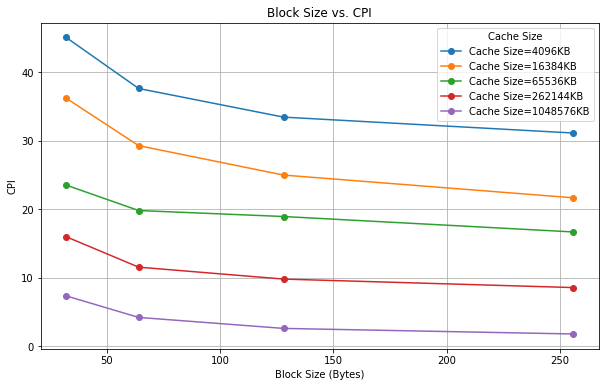 Block Size vs. CPI
Cache Size
Cache Size=4096KB
Cache Size=16384KB
Cache Size=65536KB
Cache Size=262144KB
Cache Size=1048576KB
CPI
40
30
20
10
0
50 100 150 200 250
Block Size (Bytes)